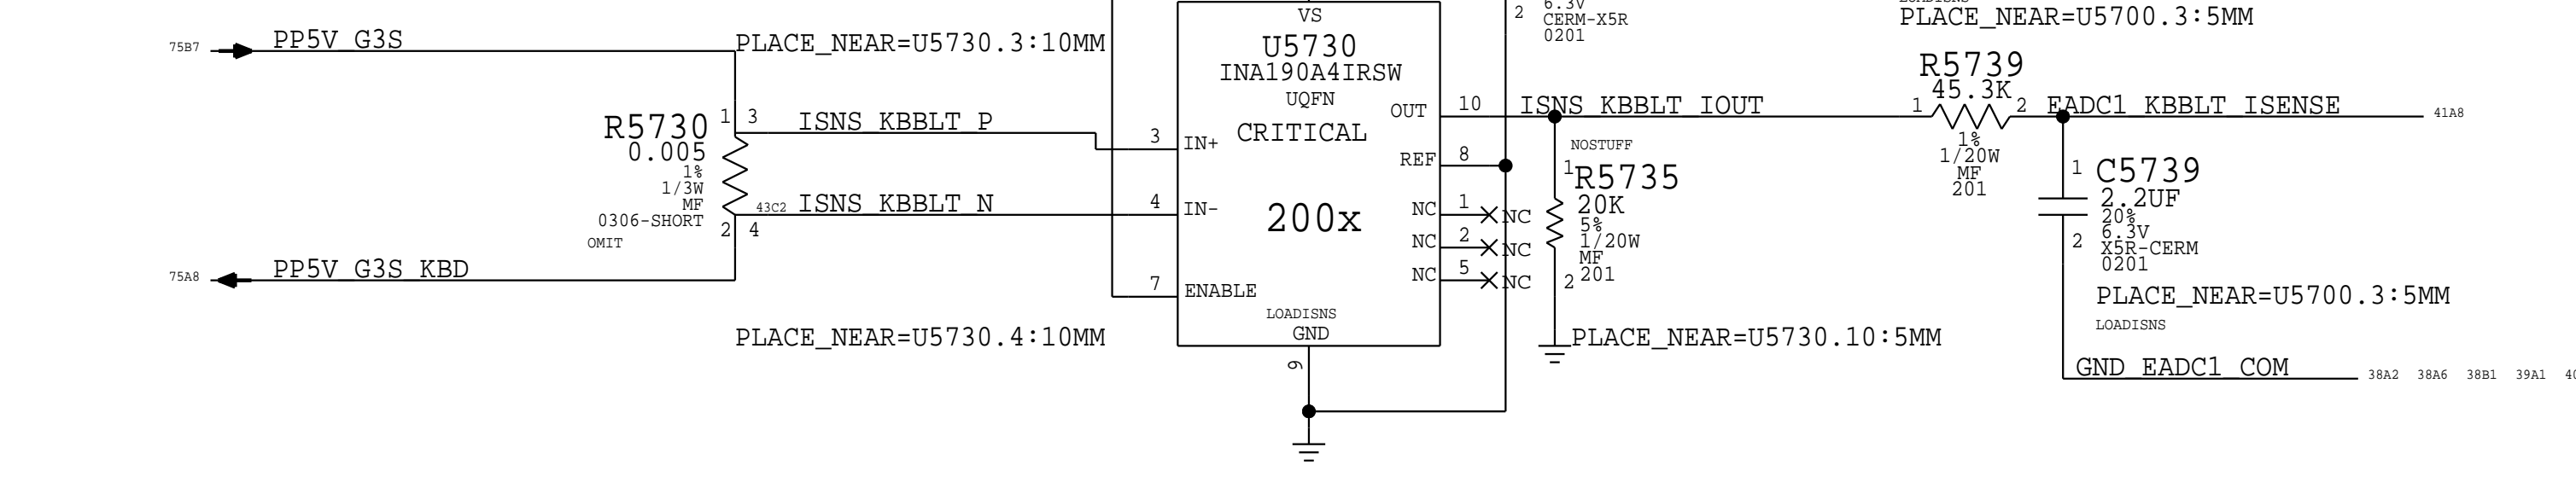 75B7
PP5V_G3S
PLACE_NEAR=U5730.3:10MM
R5730
0.005
1%
1/3W
MF
0306-SHORT
OMIT
1 3
2 4
ISNS_KBBLT_P
43C2 ISNS_KBBLT_N
75A8
PP5V_G3S_KBD
PLACE_NEAR=U5730.4:10MM
VS
U5730
INA190A4IRSW
UQFN
CRITICAL
200x
3 IN+
4 IN-
7 ENABLE
LOADISNS
GND
9
OUT 10
REF 8
NC 1 NC
NC 2 NC
NC 5 NC
2
6.3V
CERM-X5R
0201
ISNS_KBBLT_IOUT
NOSTUFF
1
R5735
20K
5%
1/20W
MF
201
2
PLACE_NEAR=U5730.10:5MM
PLACE_NEAR=U5700.3:5MM
R5739
45.3K
1 2
1%
1/20W
MF
201
EADC1_KBBLT_ISENSE
41A8
1
C5739
2.2UF
20%
6.3V
X5R-CERM
0201
2
PLACE_NEAR=U5700.3:5MM
LOADISNS
GND_EADC1_COM
38A2 38A6 38B1 39A1